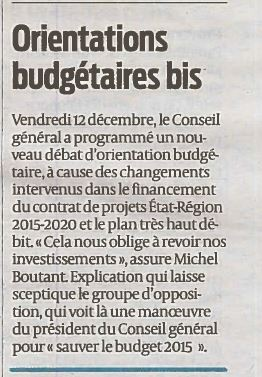 Orientations
budgétaires bis
Vendredi 12 décembre, le Conseil
général a programmé un nou-
veau débat d'orientation budgé-
taire, à cause des changements
intervenus dans le financement
du contrat de projets État-Région
2015-2020 et le plan très haut dé-
bit. « Cela nous oblige à revoir nos
investissements », assure Michel
Boutant. Explication qui laisse
sceptique le groupe d'opposi-
tion, qui voit là une manœuvre
du président du Conseil général
pour « sauver le budget 2015 ».